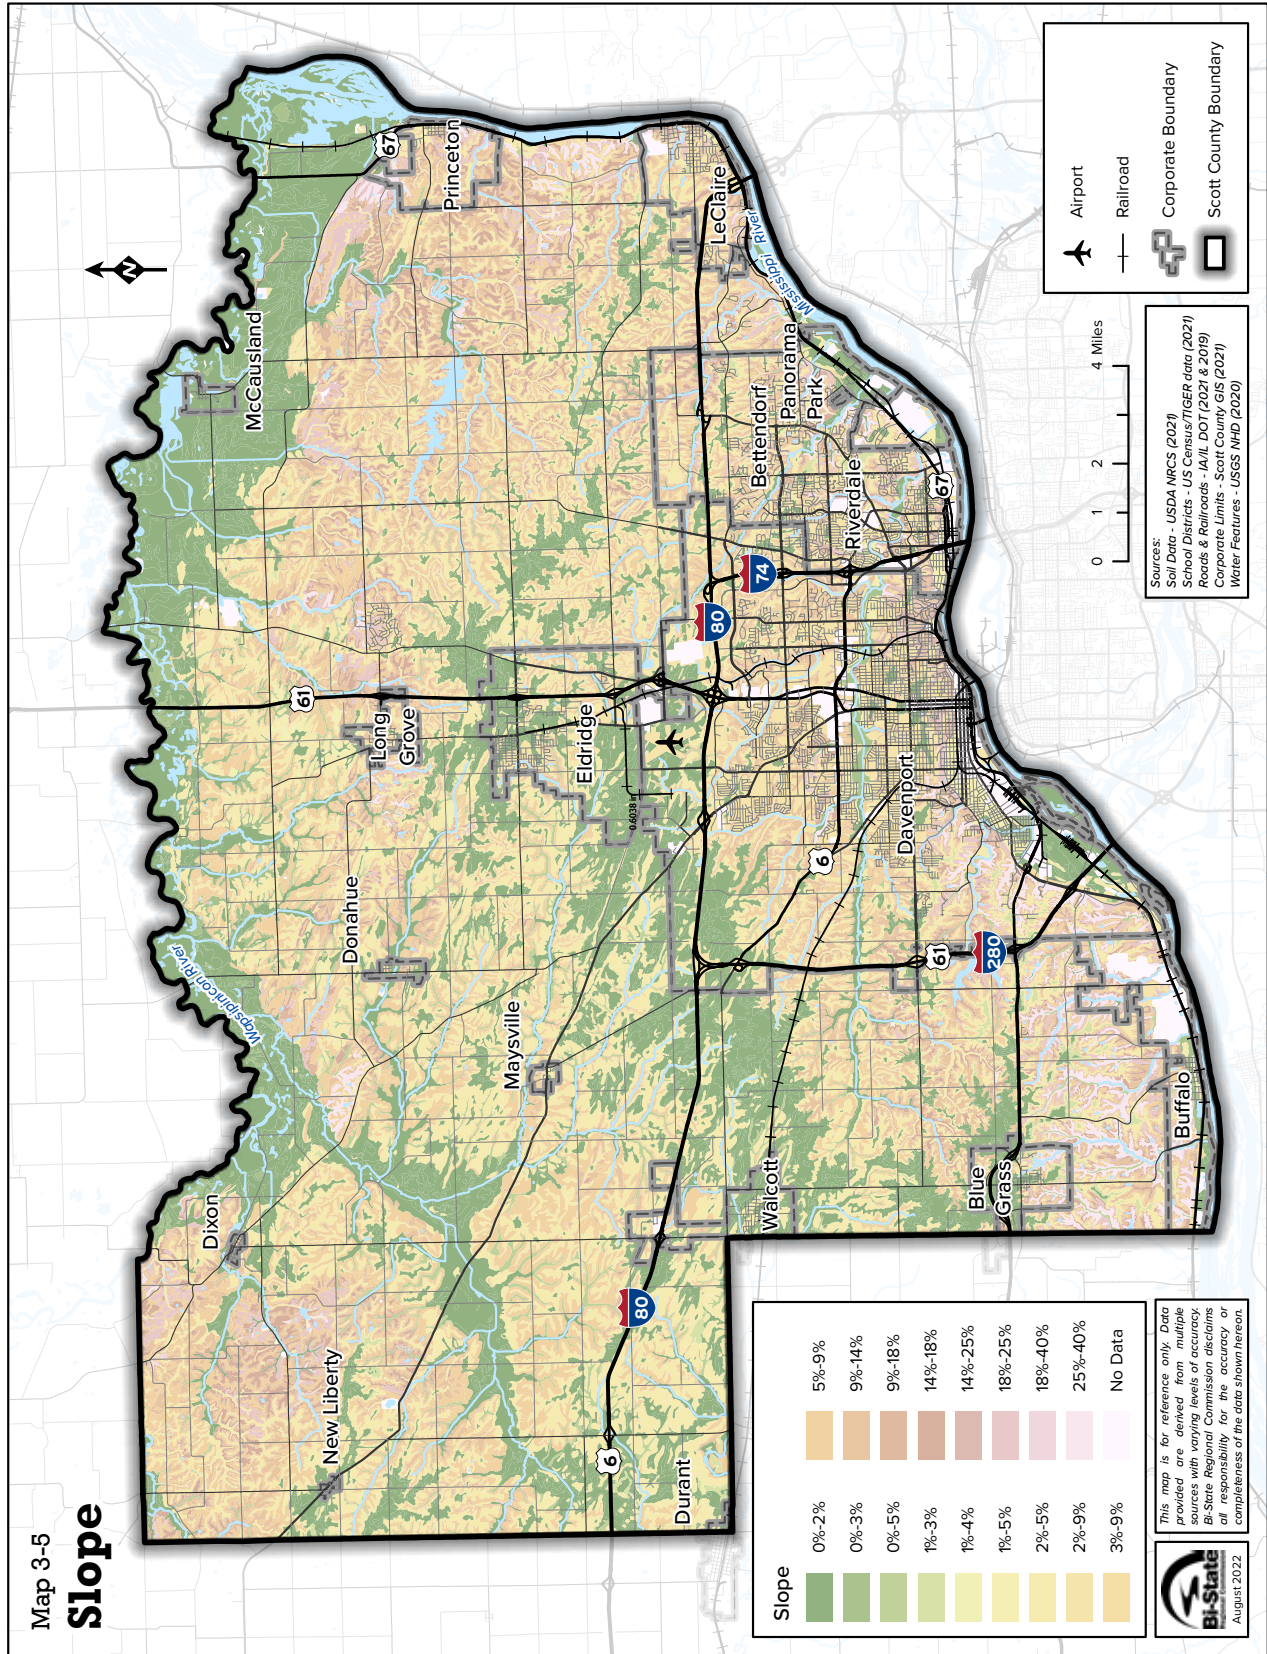 Map 3-5
Slope
67
Princeton
McCausland
LeClaire
Mississippi River
61
Long
Grove
Donahue
Wapsipinicon River
Eldridge
0.6038 in
Maysville
Dixon
New Liberty
Bettendorf
Panorama
Park
Riverdale
67
74
80
Davenport
6
61
280
Walcott
Blue
Grass
Buffalo
80
6
Durant
N
Airport
Railroad
Corporate Boundary
Scott County Boundary
0 1 2 4 Miles
Sources:
Soil Data - USDA NRCS (2021)
School Districts - US Census/TIGER data (2021)
Roads & Railroads - IA/IL DOT (2021 & 2019)
Corporate Limits - Scott County GIS (2021)
Water Features - USGS NHD (2020)
Slope
0%-2%
0%-3%
0%-5%
1%-3%
1%-4%
1%-5%
2%-5%
2%-9%
3%-9%
5%-9%
9%-14%
9%-18%
14%-18%
14%-25%
18%-25%
18%-40%
25%-40%
No Data
Bi-State
Regional Commission
August 2022
This map is for reference only. Data
provided are derived from multiple
sources with varying levels of accuracy.
Bi-State Regional Commission disclaims
all responsibility for the accuracy or
completeness of the data shown hereon.